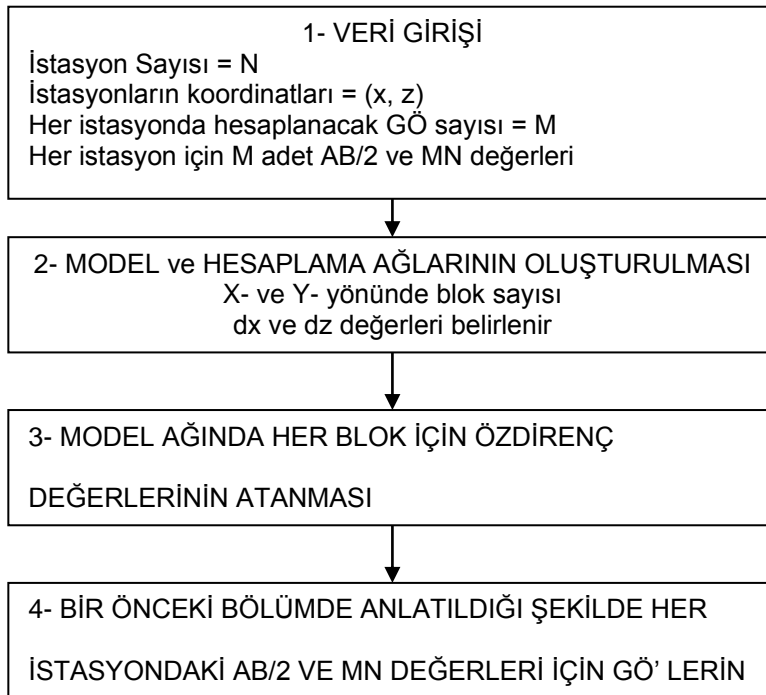 1- VERİ GİRİŞİ
İstasyon Sayısı = N
İstasyonların koordinatları = (x, z)
Her istasyonda hesaplanacak GÖ sayısı = M
Her istasyon için M adet AB/2 ve MN değerleri
2- MODEL ve HESAPLAMA AĞLARININ OLUŞTURULMASI
X- ve Y- yönünde blok sayısı
dx ve dz değerleri belirlenir
3- MODEL AĞINDA HER BLOK İÇİN ÖZDİRENÇ
DEĞERLERİNİN ATANMASI
4- BİR ÖNCEKİ BÖLÜMDE ANLATILDIĞI ŞEKİLDE HER
İSTASYONDAKİ AB/2 VE MN DEĞERLERİ İÇİN GÖ' LERİN